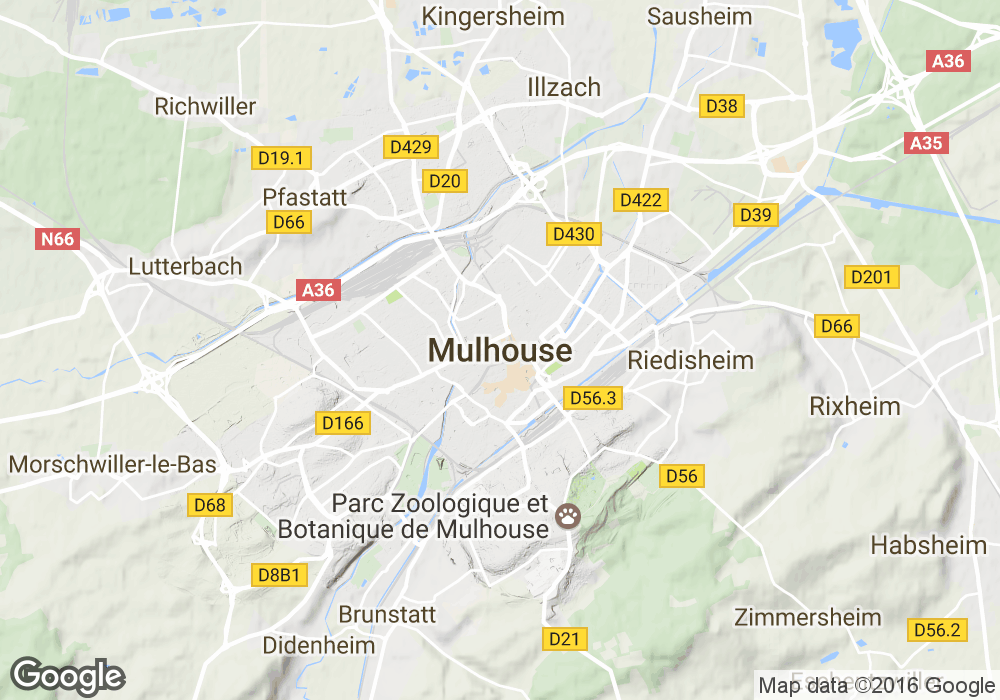 Kingersheim
Sausheim
A36
Illzach
Richwiller
D38
D429
A35
D19.1
D20
Pfastatt
D422
D66
D39
D430
N66
Lutterbach
D201
A36
D66
Mulhouse
Riedisheim
D56.3
Rixheim
D166
Morschwiller-le-Bas
D56
D68
Parc Zoologique et
Botanique de Mulhouse
Habsheim
D8B1
Brunstatt
Zimmersheim
D56.2
Didenheim
D21
Google
Map data ©2016 Google